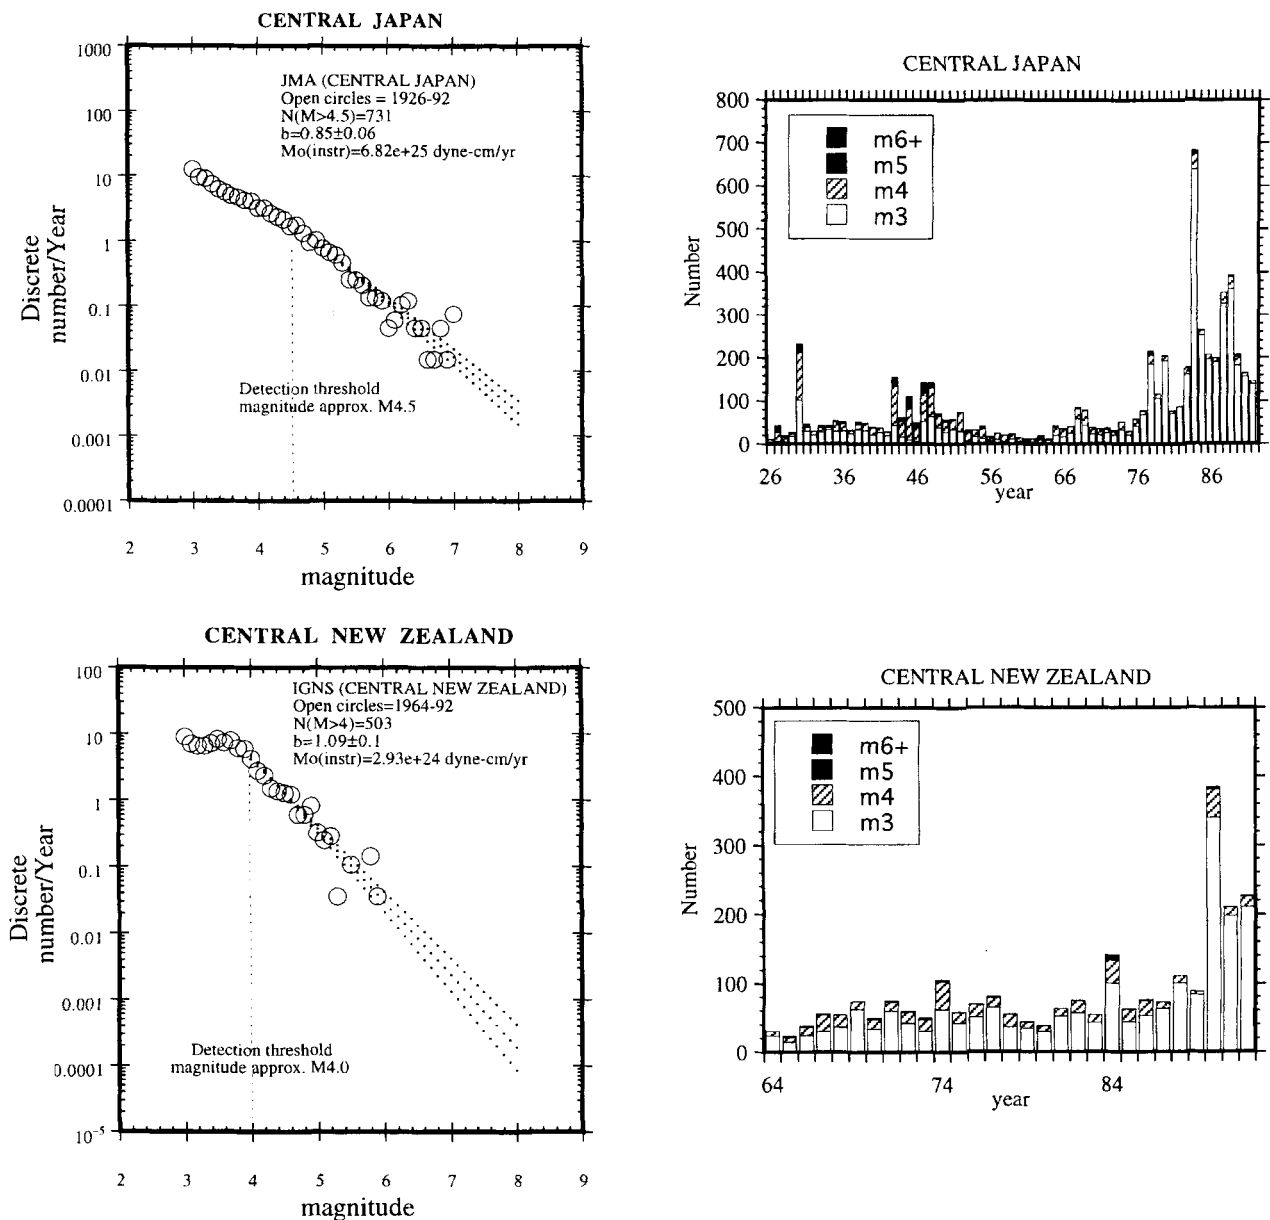 CENTRAL JAPAN
1000
100
10
1
0.1
0.01
0.001
0.0001
Discrete
number/Year
JMA (CENTRAL JAPAN)
Open circles = 1926-92
N(M>4.5)=731
b=0.85±0.06
Mo(instr)=6.82e+25 dyne-cm/yr
Detection threshold
magnitude approx. M4.5
2 3 4 5 6 7 8 9
magnitude
CENTRAL JAPAN
800
700
600
500
400
300
200
100
0
Number
m6+
m5
m4
m3
26 36 46 56 66 76 86
year
CENTRAL NEW ZEALAND
100
10
1
0.1
0.01
0.001
0.0001
10⁻⁵
Discrete
number/Year
IGNS (CENTRAL NEW ZEALAND)
Open circles=1964-92
N(M>4)=503
b=1.09±0.1
Mo(instr)=2.93e+24 dyne-cm/yr
Detection threshold
magnitude approx. M4.0
2 3 4 5 6 7 8 9
magnitude
CENTRAL NEW ZEALAND
500
400
300
200
100
0
Number
m6+
m5
m4
m3
64 74 84
year